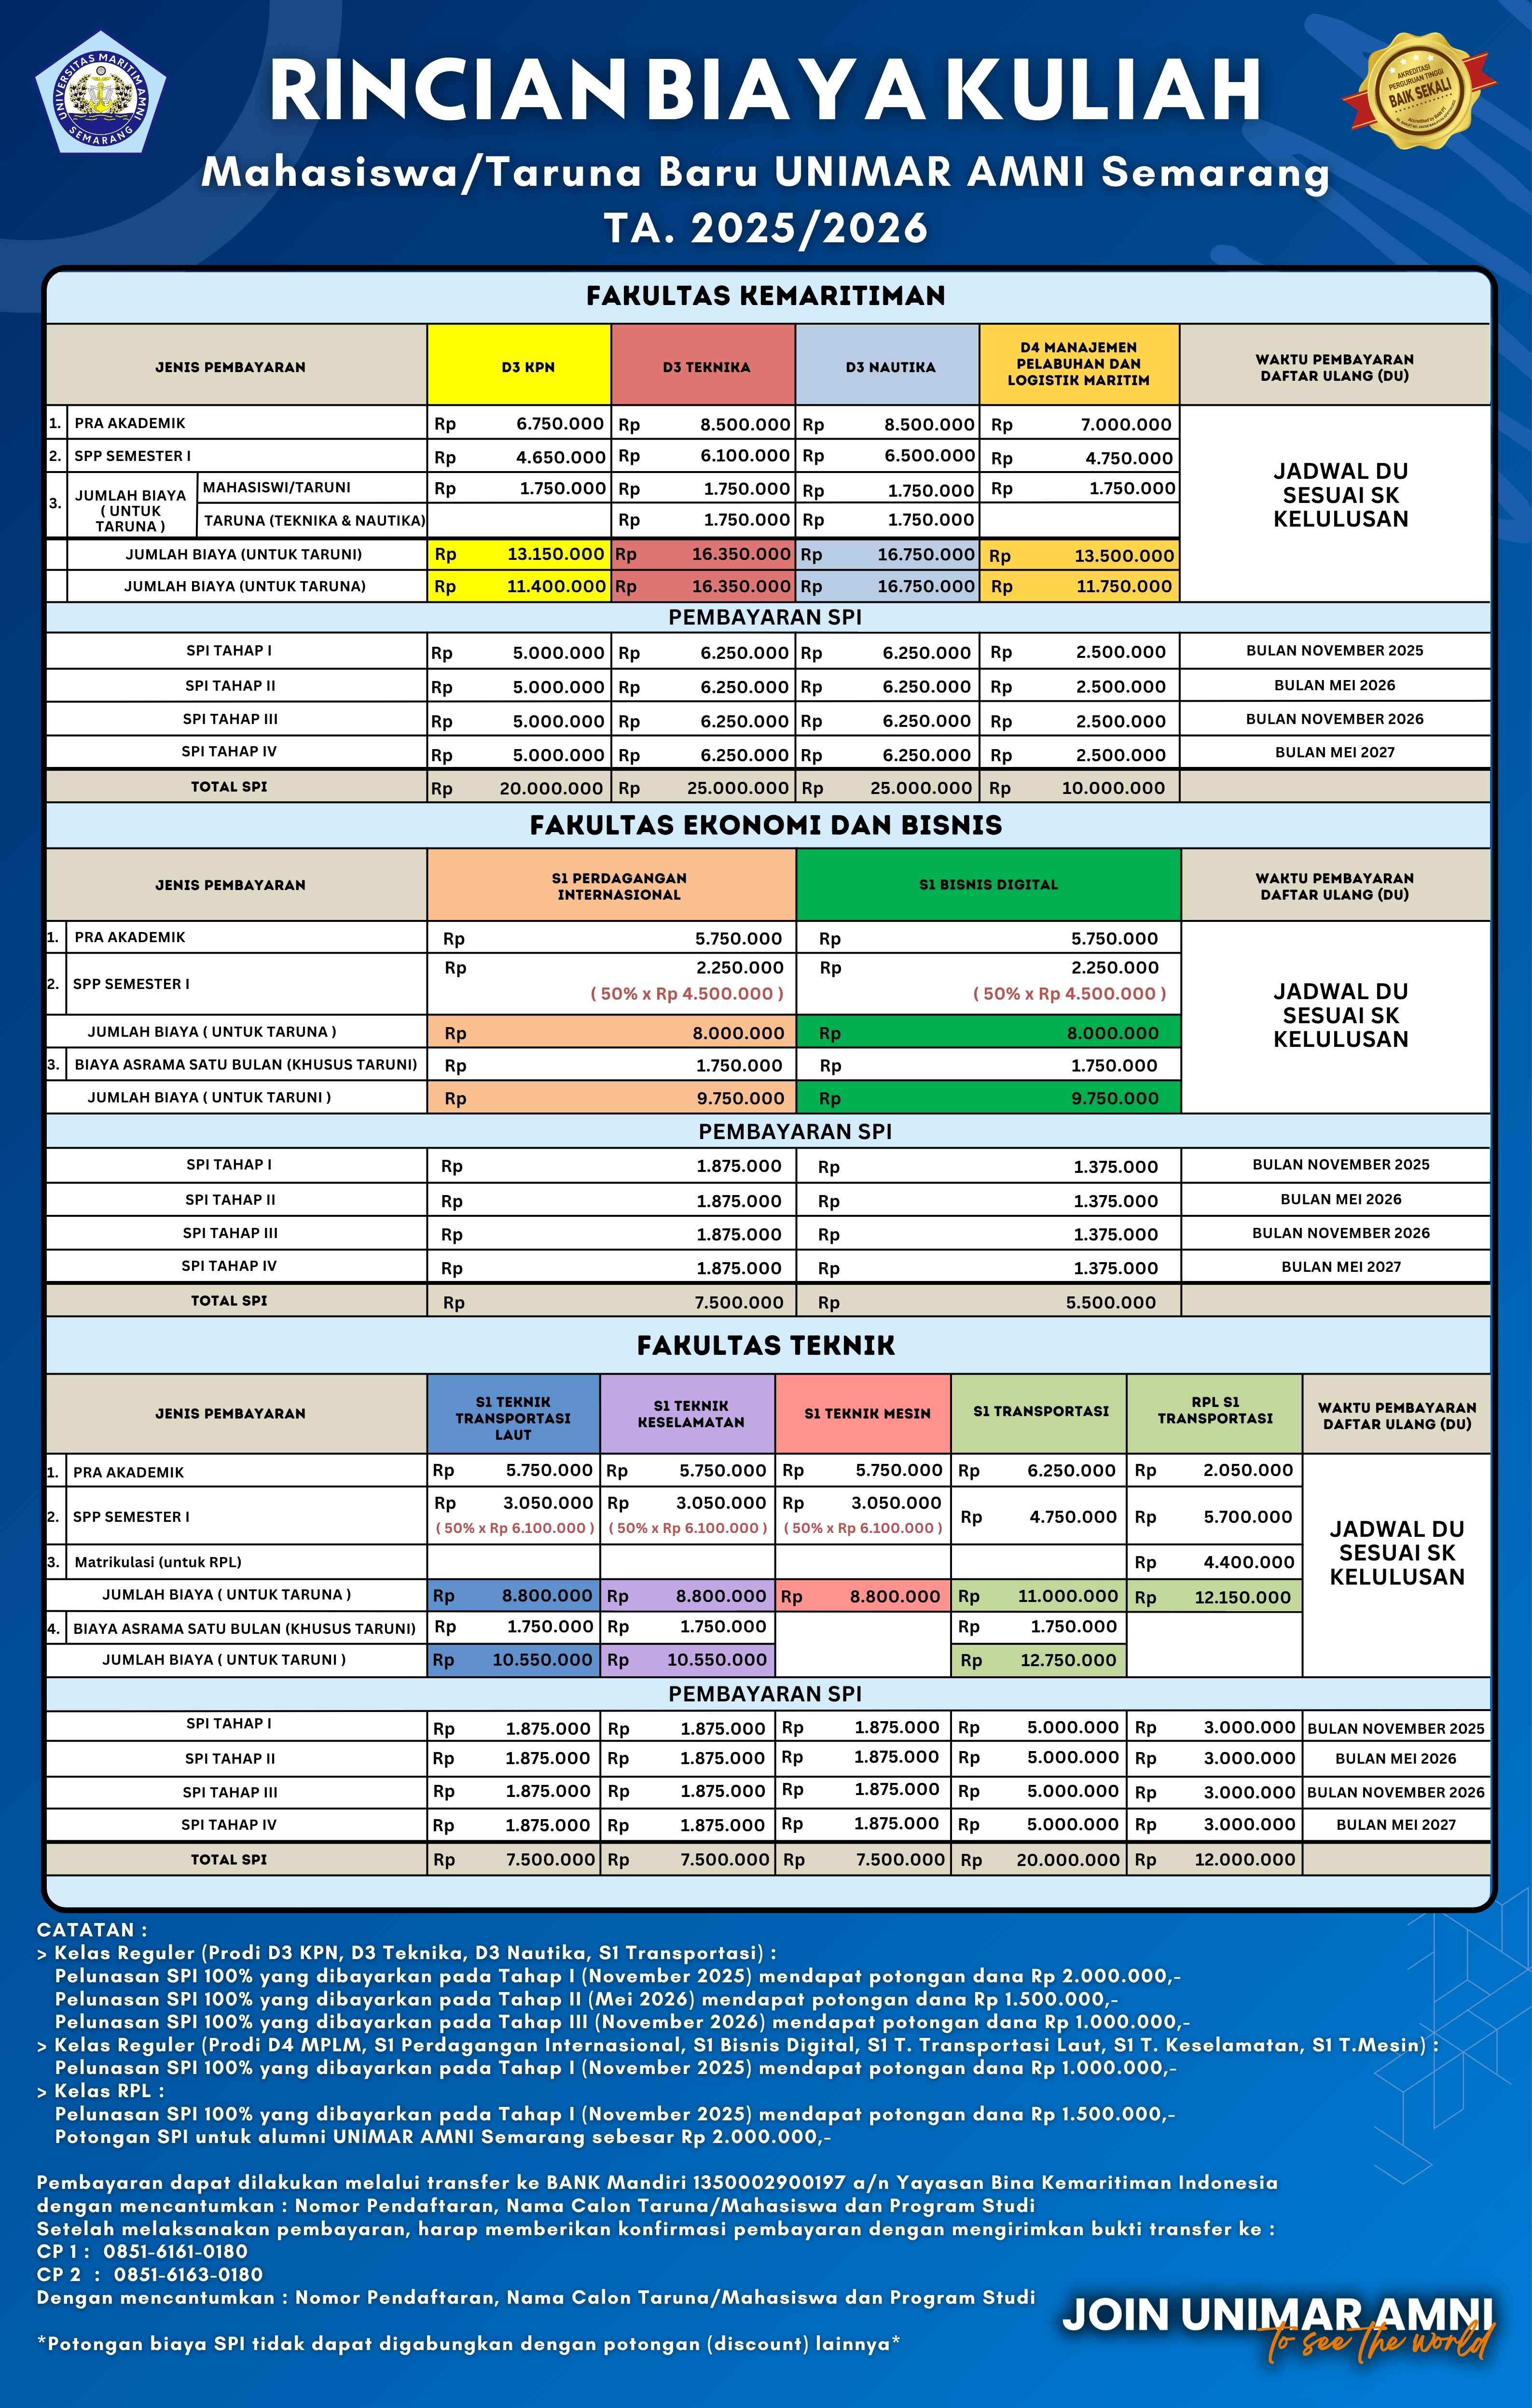 UNIVERSITAS MARITIM AMNI
SEMARANG
RINCIAN BIAYA KULIAH
AKREDITASI
PERGURUAN TINGGI
BAIK SEKALI
Mahasiswa/Taruna Baru UNIMAR AMNI Semarang
TA. 2025/2026
FAKULTAS KEMARITIMAN
JENIS PEMBAYARAN D3 KPN D3 TEKNIKA D3 NAUTIKA D4 MANAJEMEN PELABUHAN DAN LOGISTIK MARITIM WAKTU PEMBAYARAN DAFTAR ULANG (DU)
1. PRA AKADEMIK Rp 6.750.000 Rp 8.500.000 Rp 8.500.000 Rp 7.000.000
2. SPP SEMESTER I Rp 4.650.000 Rp 6.100.000 Rp 6.500.000 Rp 4.750.000
3. JUMLAH BIAYA ( UNTUK TARUNA ) MAHASISWI/TARUNI Rp 1.750.000 Rp 1.750.000 Rp 1.750.000 Rp 1.750.000
TARUNA (TEKNIKA & NAUTIKA) Rp 1.750.000 Rp 1.750.000
JADWAL DU
SESUAI SK
KELULUSAN
JUMLAH BIAYA (UNTUK TARUNI) Rp 13.150.000 Rp 16.350.000 Rp 16.750.000 Rp 13.500.000
JUMLAH BIAYA (UNTUK TARUNA) Rp 11.400.000 Rp 16.350.000 Rp 16.750.000 Rp 11.750.000
PEMBAYARAN SPI
SPI TAHAP I Rp 5.000.000 Rp 6.250.000 Rp 6.250.000 Rp 2.500.000 BULAN NOVEMBER 2025
SPI TAHAP II Rp 5.000.000 Rp 6.250.000 Rp 6.250.000 Rp 2.500.000 BULAN MEI 2026
SPI TAHAP III Rp 5.000.000 Rp 6.250.000 Rp 6.250.000 Rp 2.500.000 BULAN NOVEMBER 2026
SPI TAHAP IV Rp 5.000.000 Rp 6.250.000 Rp 6.250.000 Rp 2.500.000 BULAN MEI 2027
TOTAL SPI Rp 20.000.000 Rp 25.000.000 Rp 25.000.000 Rp 10.000.000
FAKULTAS EKONOMI DAN BISNIS
JENIS PEMBAYARAN S1 PERDAGANGAN INTERNASIONAL S1 BISNIS DIGITAL WAKTU PEMBAYARAN DAFTAR ULANG (DU)
1. PRA AKADEMIK Rp 5.750.000 Rp 5.750.000
2. SPP SEMESTER I Rp 2.250.000 Rp 2.250.000
( 50% x Rp 4.500.000 ) ( 50% x Rp 4.500.000 )
JADWAL DU
SESUAI SK
KELULUSAN
JUMLAH BIAYA ( UNTUK TARUNA ) Rp 8.000.000 Rp 8.000.000
3. BIAYA ASRAMA SATU BULAN (KHUSUS TARUNI) Rp 1.750.000 Rp 1.750.000
JUMLAH BIAYA ( UNTUK TARUNI ) Rp 9.750.000 Rp 9.750.000
PEMBAYARAN SPI
SPI TAHAP I Rp 1.875.000 Rp 1.375.000 BULAN NOVEMBER 2025
SPI TAHAP II Rp 1.875.000 Rp 1.375.000 BULAN MEI 2026
SPI TAHAP III Rp 1.875.000 Rp 1.375.000 BULAN NOVEMBER 2026
SPI TAHAP IV Rp 1.875.000 Rp 1.375.000 BULAN MEI 2027
TOTAL SPI Rp 7.500.000 Rp 5.500.000
FAKULTAS TEKNIK
JENIS PEMBAYARAN S1 TEKNIK TRANSPORTASI LAUT S1 TEKNIK KESELAMATAN S1 TEKNIK MESIN S1 TRANSPORTASI RPL S1 TRANSPORTASI WAKTU PEMBAYARAN DAFTAR ULANG (DU)
1. PRA AKADEMIK Rp 5.750.000 Rp 5.750.000 Rp 5.750.000 Rp 6.250.000 Rp 2.050.000
2. SPP SEMESTER I Rp 3.050.000 Rp 3.050.000 Rp 3.050.000 Rp 4.750.000 Rp 5.700.000
( 50% x Rp 6.100.000 ) ( 50% x Rp 6.100.000 ) ( 50% x Rp 6.100.000 )
JADWAL DU
SESUAI SK
KELULUSAN
3. Matrikulasi (untuk RPL) Rp 4.400.000
JUMLAH BIAYA ( UNTUK TARUNA ) Rp 8.800.000 Rp 8.800.000 Rp 8.800.000 Rp 11.000.000 Rp 12.150.000
4. BIAYA ASRAMA SATU BULAN (KHUSUS TARUNI) Rp 1.750.000 Rp 1.750.000 Rp 1.750.000
JUMLAH BIAYA ( UNTUK TARUNI ) Rp 10.550.000 Rp 10.550.000 Rp 12.750.000
PEMBAYARAN SPI
SPI TAHAP I Rp 1.875.000 Rp 1.875.000 Rp 1.875.000 Rp 5.000.000 Rp 3.000.000 BULAN NOVEMBER 2025
SPI TAHAP II Rp 1.875.000 Rp 1.875.000 Rp 1.875.000 Rp 5.000.000 Rp 3.000.000 BULAN MEI 2026
SPI TAHAP III Rp 1.875.000 Rp 1.875.000 Rp 1.875.000 Rp 5.000.000 Rp 3.000.000 BULAN NOVEMBER 2026
SPI TAHAP IV Rp 1.875.000 Rp 1.875.000 Rp 1.875.000 Rp 5.000.000 Rp 3.000.000 BULAN MEI 2027
TOTAL SPI Rp 7.500.000 Rp 7.500.000 Rp 7.500.000 Rp 20.000.000 Rp 12.000.000
CATATAN :
> Kelas Reguler (Prodi D3 KPN, D3 Teknika, D3 Nautika, S1 Transportasi) :
Pelunasan SPI 100% yang dibayarkan pada Tahap I (November 2025) mendapat potongan dana Rp 2.000.000,-
Pelunasan SPI 100% yang dibayarkan pada Tahap II (Mei 2026) mendapat potongan dana Rp 1.500.000,-
Pelunasan SPI 100% yang dibayarkan pada Tahap III (November 2026) mendapat potongan dana Rp 1.000.000,-
> Kelas Reguler (Prodi D4 MPLM, S1 Perdagangan Internasional, S1 Bisnis Digital, S1 T. Transportasi Laut, S1 T. Keselamatan, S1 T.Mesin) :
Pelunasan SPI 100% yang dibayarkan pada Tahap I (November 2025) mendapat potongan dana Rp 1.000.000,-
> Kelas RPL :
Pelunasan SPI 100% yang dibayarkan pada Tahap I (November 2025) mendapat potongan dana Rp 1.500.000,-
Potongan SPI untuk alumni UNIMAR AMNI Semarang sebesar Rp 2.000.000,-
Pembayaran dapat dilakukan melalui transfer ke BANK Mandiri 1350002900197 a/n Yayasan Bina Kemaritiman Indonesia
dengan mencantumkan : Nomor Pendaftaran, Nama Calon Taruna/Mahasiswa dan Program Studi
Setelah melaksanakan pembayaran, harap memberikan konfirmasi pembayaran dengan mengirimkan bukti transfer ke :
CP 1 : 0851-6161-0180
CP 2 : 0851-6163-0180
Dengan mencantumkan : Nomor Pendaftaran, Nama Calon Taruna/Mahasiswa dan Program Studi
*Potongan biaya SPI tidak dapat digabungkan dengan potongan (discount) lainnya*
JOIN UNIMAR AMNI
to see the world